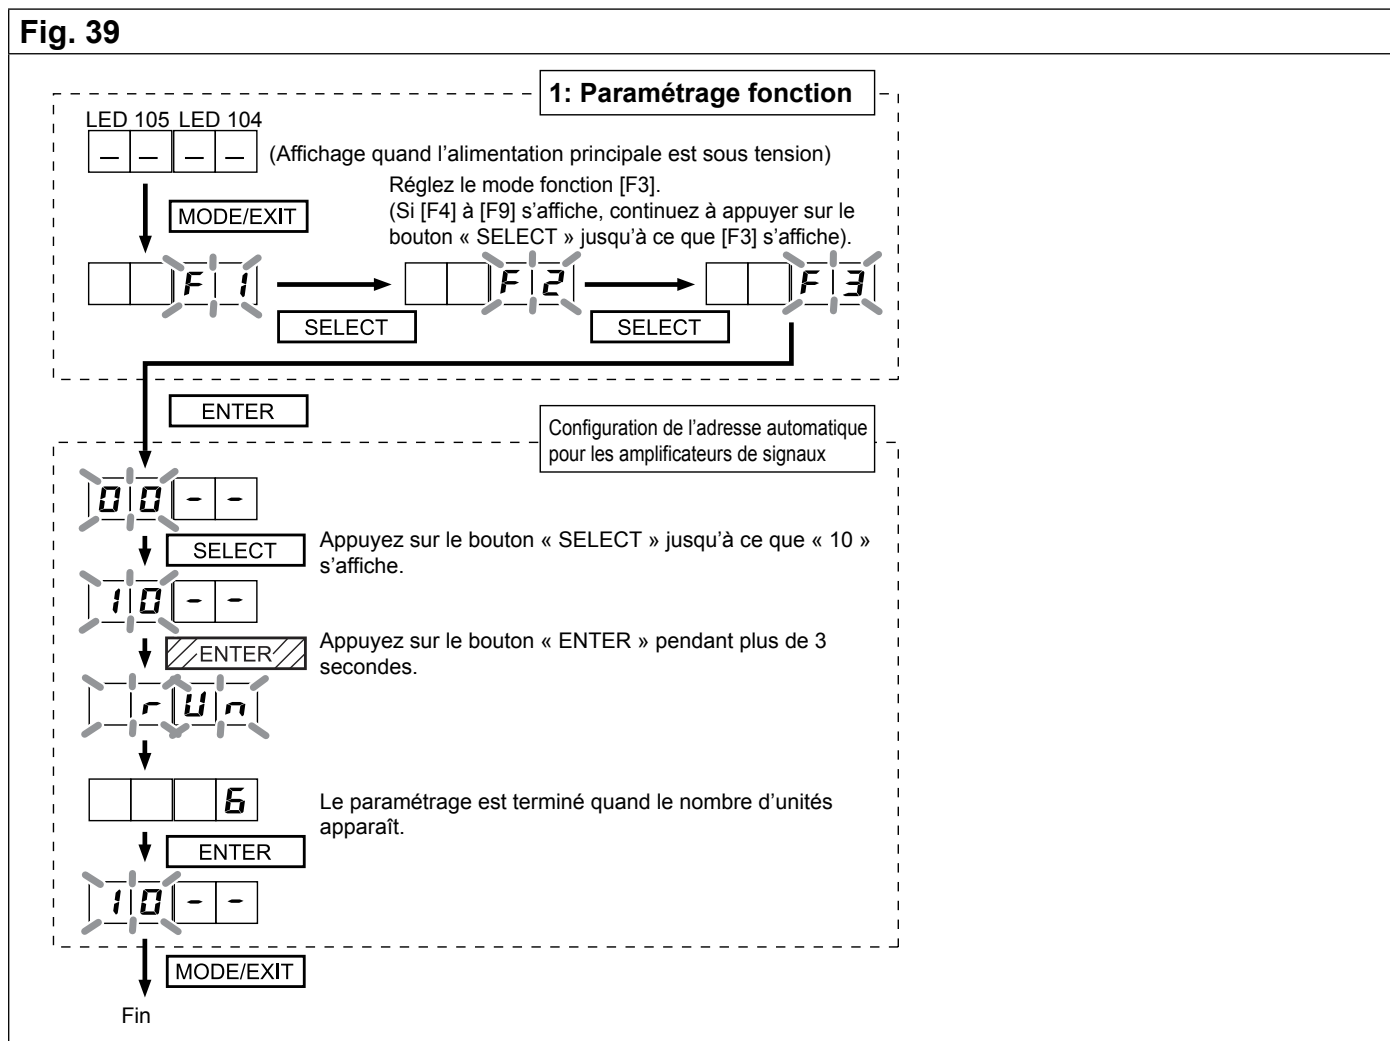 Fig. 39
1: Paramétrage fonction
LED 105 LED 104
_ _ _ _
(Affichage quand l’alimentation principale est sous tension)
Réglez le mode fonction [F3].
(Si [F4] à [F9] s’affiche, continuez à appuyer sur le
bouton « SELECT » jusqu’à ce que [F3] s’affiche).
MODE/EXIT
F 1
SELECT
F 2
SELECT
F 3
ENTER
Configuration de l’adresse automatique
pour les amplificateurs de signaux
0 0 - -
SELECT
Appuyez sur le bouton « SELECT » jusqu’à ce que « 10 »
s’affiche.
1 0 - -
ENTER
Appuyez sur le bouton « ENTER » pendant plus de 3
secondes.
r U n
6
Le paramétrage est terminé quand le nombre d’unités
apparaît.
ENTER
1 0 - -
MODE/EXIT
Fin